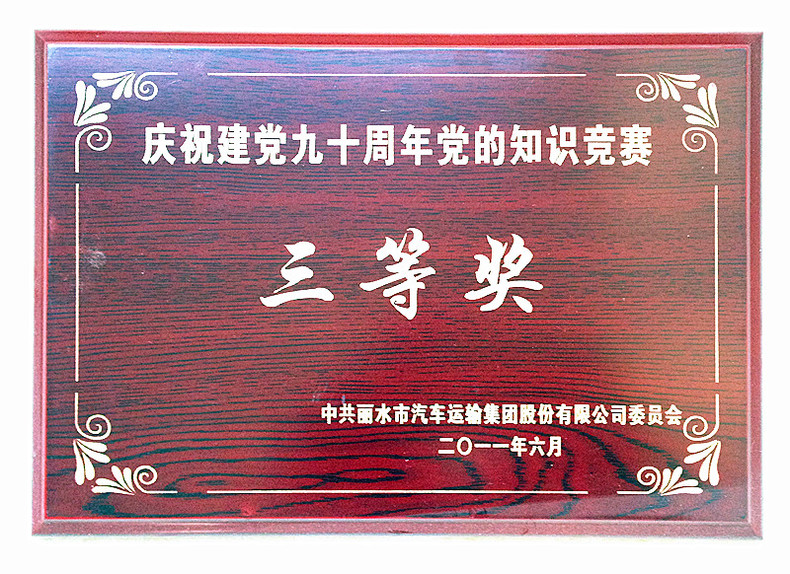 庆祝建党九十周年党的知识竞赛
三等奖
中共丽水市汽车运输集团股份有限公司委员会
二〇一一年六月